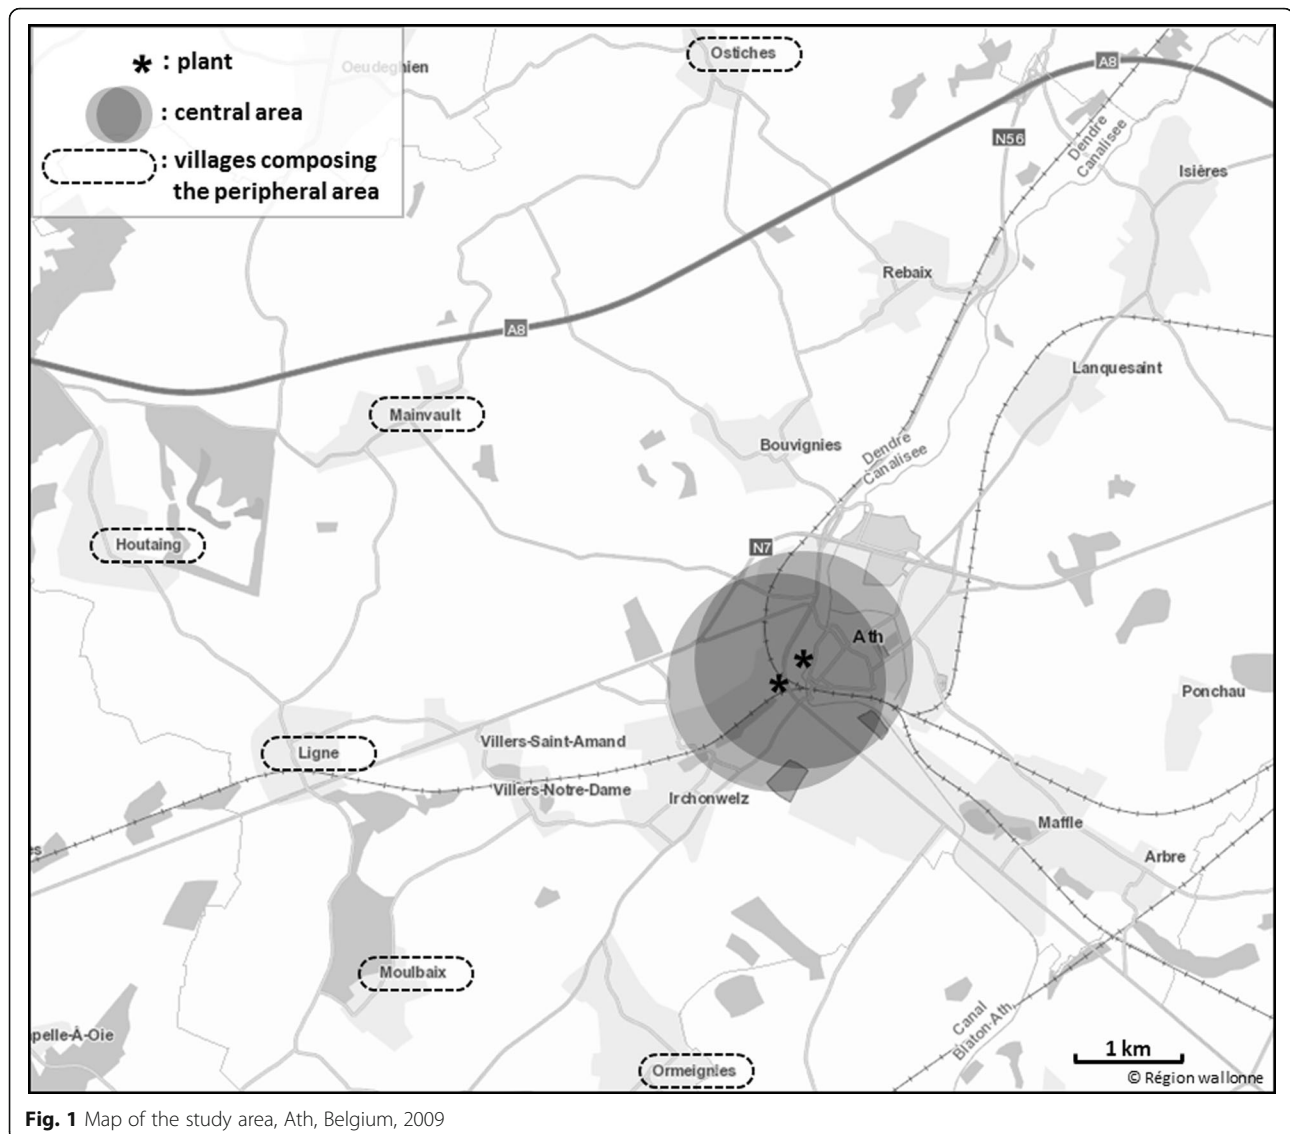 * : plant
: central area
: villages composing
the peripheral area
Oeudeghien
Ostiches
A8
N56
Dendre
Canalisee
Isières
Rebaix
A8
Lanquesaint
Mainvault
Bouvignies
Dendre
Canalisee
Houtaing
N7
Ath
*
*
Ponchau
Ligne
Villers-Saint-Amand
Villers-Notre-Dame
Irchonwelz
Maffle
es
Arbre
Moulbaix
Canal
Blaton-Ath
apelle-À-Oie
Ormeignies
1 km
© Région wallonne
Fig. 1 Map of the study area, Ath, Belgium, 2009